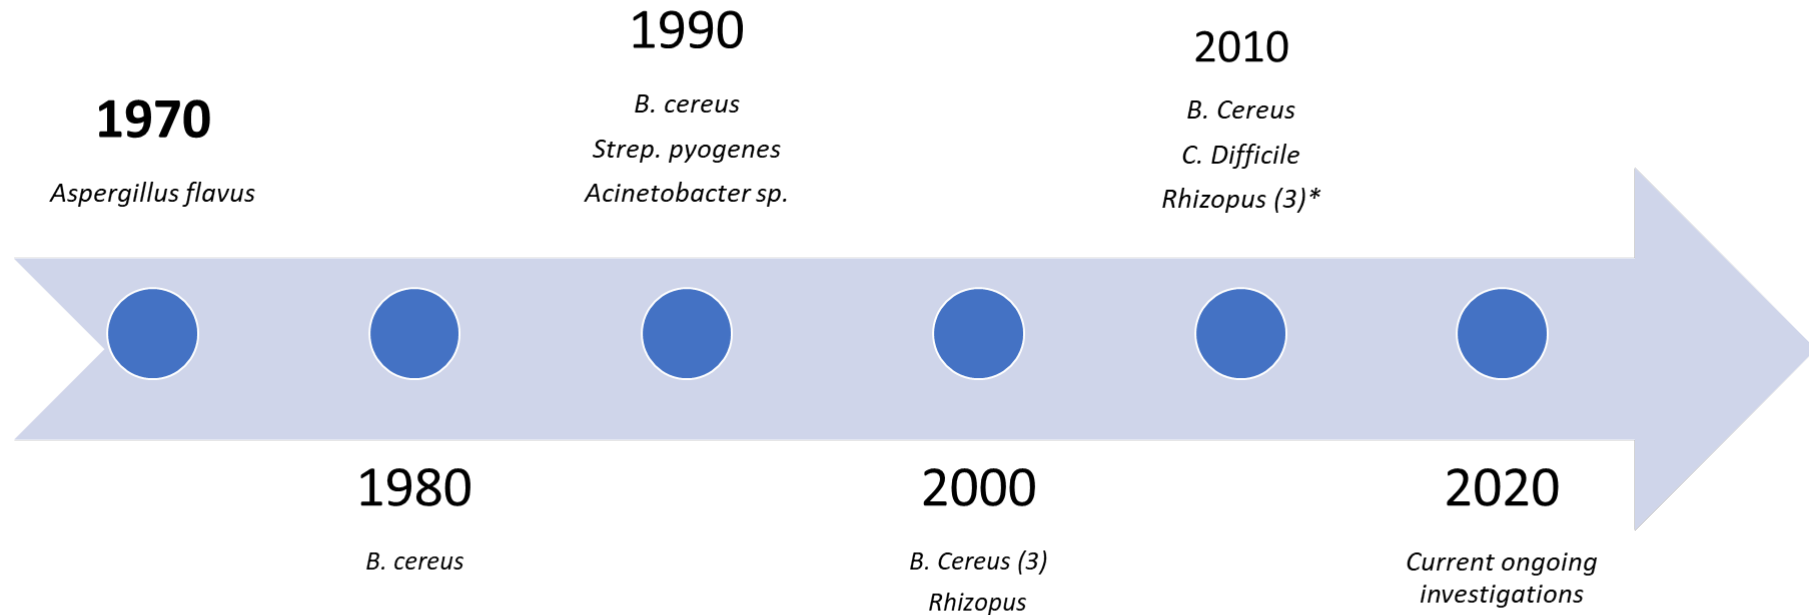 1970
Aspergillus flavus
1980
B. cereus
1990
B. cereus
Strep. pyogenes
Acinetobacter sp.
2000
B. Cereus (3)
Rhizopus
2010
B. Cereus
C. Difficile
Rhizopus (3)*
2020
Current ongoing
investigations